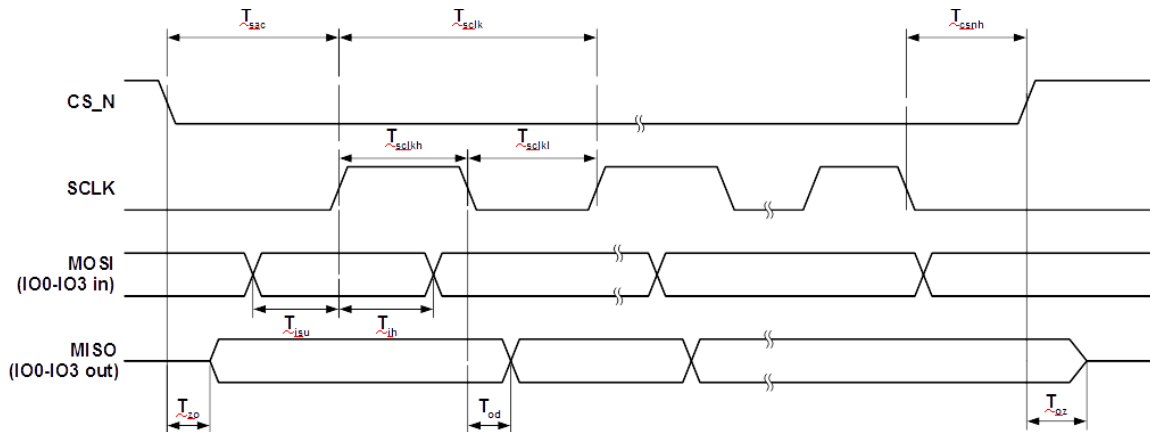 Tsac
Tsclk
Tcsnh
CS_N
Tsclkh
Tsclkl
SCLK
MOSI
(IO0-IO3 in)
Tisu
Tih
MISO
(IO0-IO3 out)
Tzo
Tod
Toz